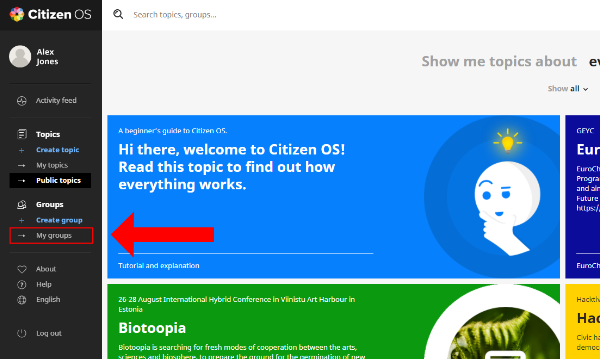 Citizen OS
Search topics, groups...
Alex
Jones
Activity feed
Topics
+ Create topic
→ My topics
→ Public topics
Groups
+ Create group
→ My groups
About
Help
English
Log out
Show me topics about
Show all
A beginner's guide to Citizen OS.
Hi there, welcome to Citizen OS!
Read this topic to find out how
everything works.
Tutorial and explanation
GEYC
Euro
EuroCh
Progra
and
Future
https:/
EuroCh
26-28 August International Hybrid Conference in Viinistu Art Harbour in
Estonia
Biotoopia
Biotoopia is searching for fresh modes of cooperation between the arts,
sciences and biosphere, to prepare the ground for the germination of new
Hac
Civic ha
democ